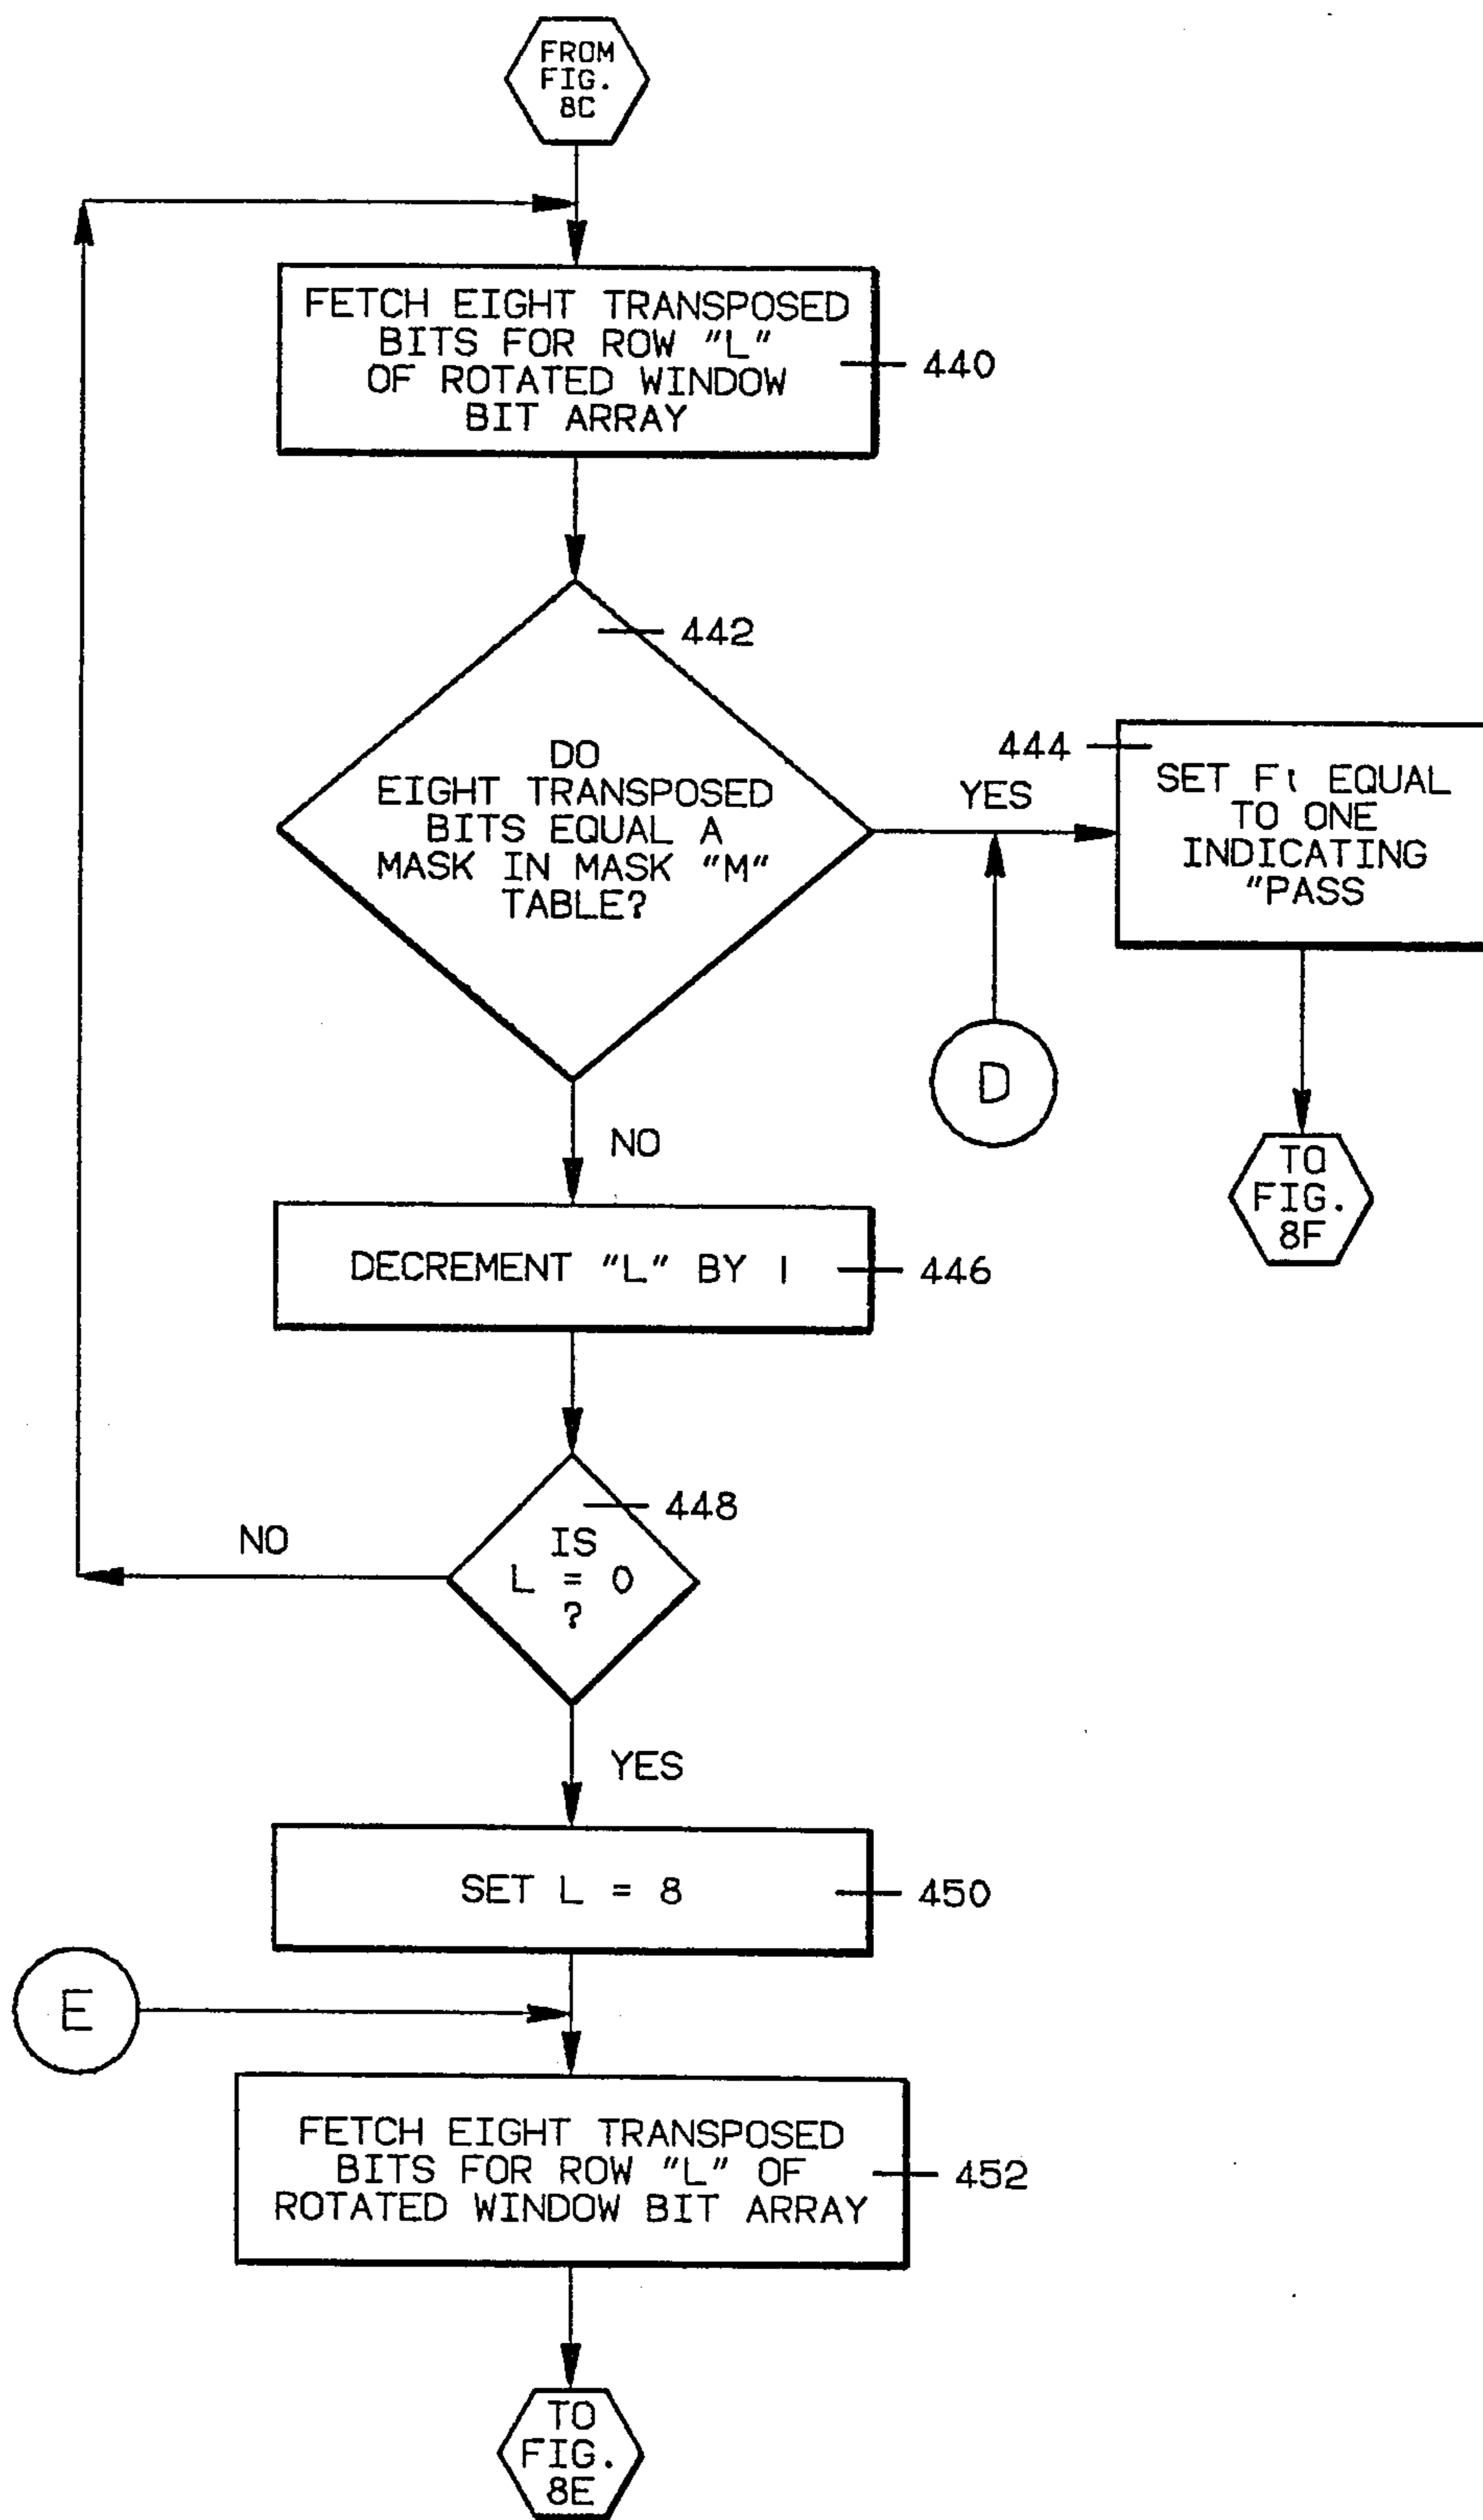 FROM
FIG.
8C
FETCH EIGHT TRANSPOSED
BITS FOR ROW "L"
OF ROTATED WINDOW
BIT ARRAY
440
442
DO
EIGHT TRANSPOSED
BITS EQUAL A
MASK IN MASK "M"
TABLE?
YES
444
SET F1 EQUAL
TO ONE
INDICATING
"PASS
D
TO
FIG.
8F
NO
DECREMENT "L" BY 1
446
448
IS
L = 0
?
NO
YES
SET L = 8
450
E
FETCH EIGHT TRANSPOSED
BITS FOR ROW "L" OF
ROTATED WINDOW BIT ARRAY
452
TO
FIG.
8E